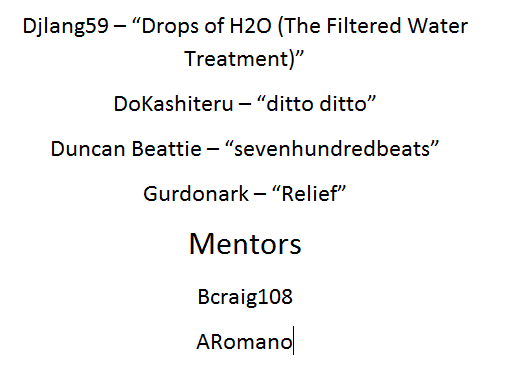 Djlang59 – “Drops of H2O (The Filtered Water
Treatment)”
DoKashiteru – “ditto ditto”
Duncan Beattie – “sevenhundredbeats”
Gurdonark – “Relief”
Mentors
Bcraig108
ARomano